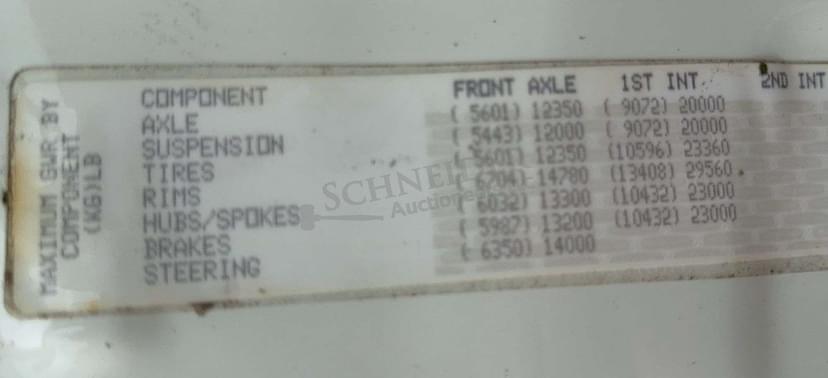 MAXIMUM GWR BY
COMPONENT
(KG)LB
COMPONENT FRONT AXLE 1ST INT. 2ND INT
AXLE ( 5601) 12350 ( 9072) 20000
SUSPENSION ( 5443) 12000 ( 9072) 20000
TIRES ( 5601) 12350 (10596) 23360
RIMS ( 6704) 14780 (13408) 29560
HUBS/SPOKES ( 6032) 13300 (10432) 23000
BRAKES ( 5987) 13200 (10432) 23000
STEERING ( 6350) 14000